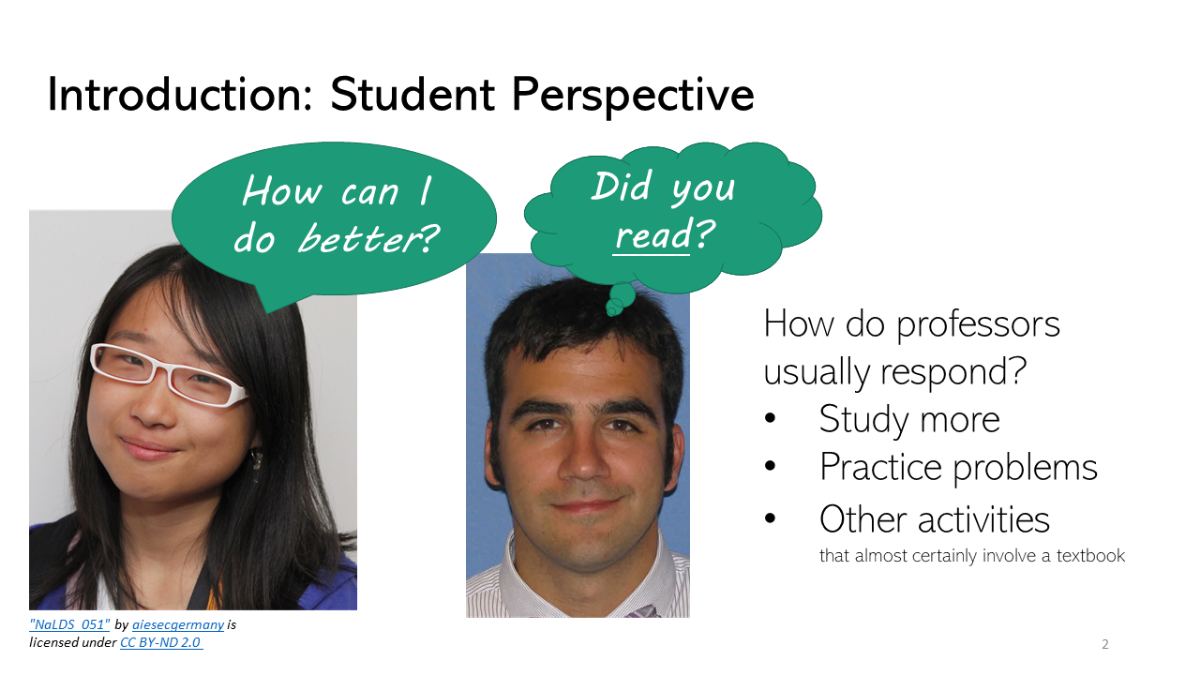 Introduction: Student Perspective
How can I
do better?
Did you
read?
How do professors
usually respond?
• Study more
• Practice problems
• Other activities
that almost certainly involve a textbook
"NaLDS_051" by aiesecgermany is
licensed under CC BY-ND 2.0
2